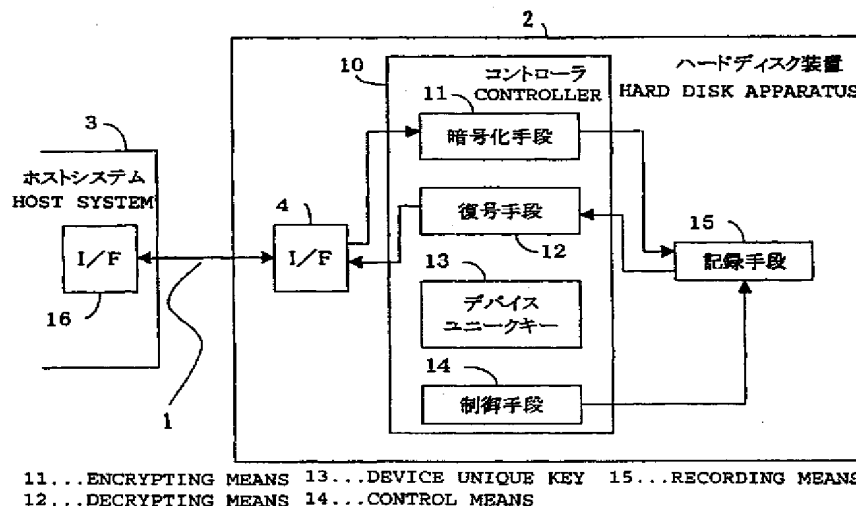 2
10
コントローラ
CONTROLLER
ハードディスク装置
HARD DISK APPARATUS
11
暗号化手段
3
ホストシステム
HOST SYSTEM
4
復号手段
12
15
I/F
I/F
記録手段
16
13
デバイス
ユニークキー
14
制御手段
1
11...ENCRYPTING MEANS 13...DEVICE UNIQUE KEY 15...RECORDING MEANS
12...DECRYPTING MEANS 14...CONTROL MEANS